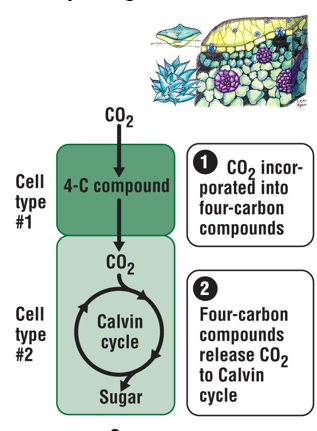 CO2
Cell
type
#1
4-C compound
1 CO2 incor-
porated into
four-carbon
compounds
CO2
Cell
type
#2
Calvin
cycle
Sugar
2
Four-carbon
compounds
release CO2
to Calvin
cycle